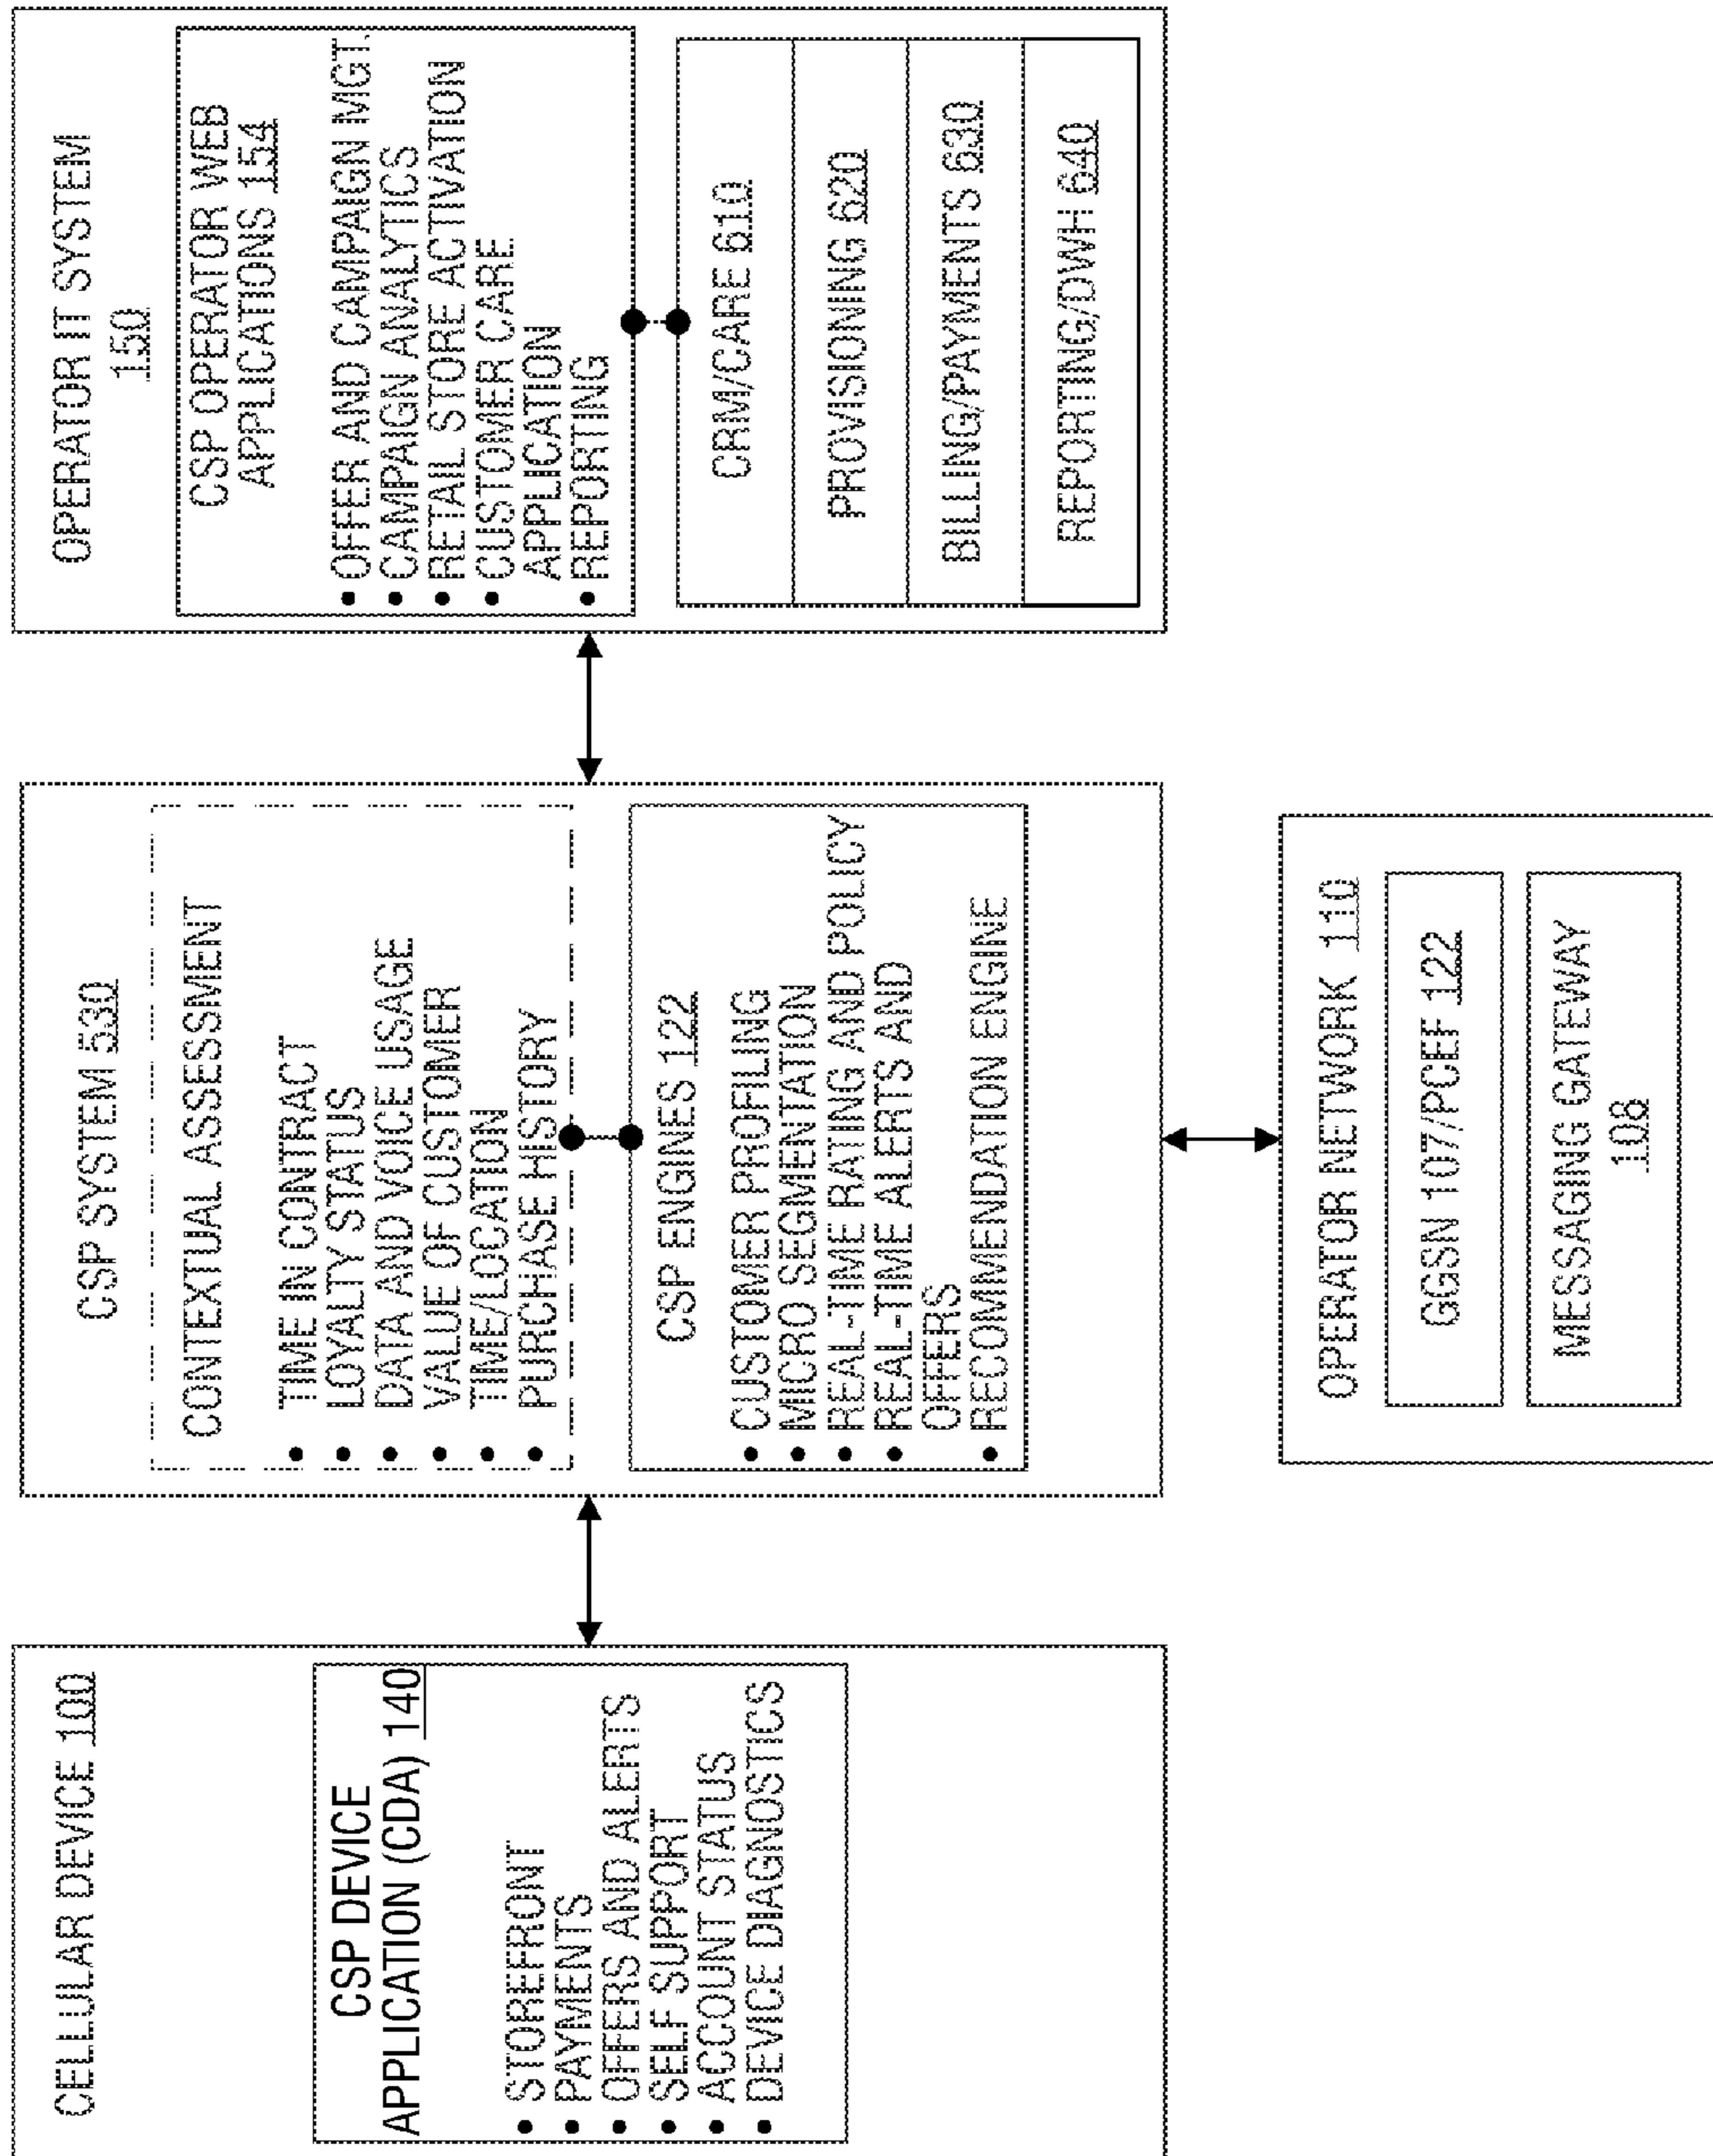 CELLULAR DEVICE 100
CSP DEVICE
APPLICATION (CDA) 140
• STOREFRONT
• PAYMENTS
• OFFERS AND ALERTS
• SELF SUPPORT
• ACCOUNT STATUS
• DEVICE DIAGNOSTICS
CSP SYSTEM 530
CONTEXTUAL ASSESSMENT
• TIME IN CONTRACT
• LOYALTY STATUS
• DATA AND VOICE USAGE
• VALUE OF CUSTOMER
• TIME/LOCATION
• PURCHASE HISTORY
CSP ENGINES 122
• CUSTOMER PROFILING
• MICRO SEGMENTATION
• REAL-TIME RATING AND POLICY
• REAL-TIME ALERTS AND
OFFERS
• RECOMMENDATION ENGINE
OPERATOR NETWORK 110
GGSN 107/PCEF 122
MESSAGING GATEWAY
108
OPERATOR IT SYSTEM
150
CSP OPERATOR WEB
APPLICATIONS 154
• OFFER AND CAMPAIGN MGT.
• CAMPAIGN ANALYTICS
• RETAIL STORE ACTIVATION
• CUSTOMER CARE
APPLICATION
• REPORTING
CRM/CARE 610
PROVISIONING 620
BILLING/PAYMENTS 630
REPORTING/DWH 640